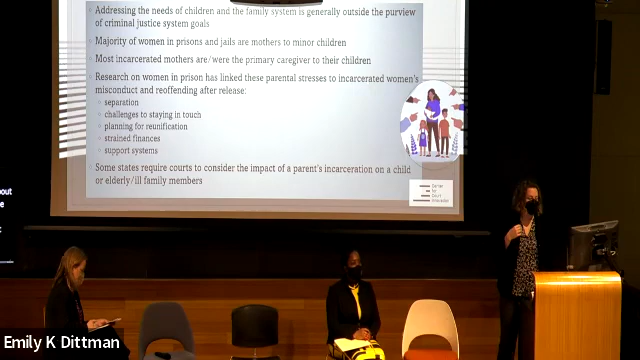 Addressing the needs of children and the family system is generally outside the purview
of criminal justice system goals
Majority of women in prisons and jails are mothers to minor children
Most incarcerated mothers are/were the primary caregiver to their children
Research on women in prison has linked these parental stresses to incarcerated women's
misconduct and reoffending after release:
separation
challenges to staying in touch
planning for reunification
strained finances
support systems
Some states require courts to consider the impact of a parent's incarceration on a child
or elderly/ill family members
Center
for
Court
Innovation
Emily K Dittman